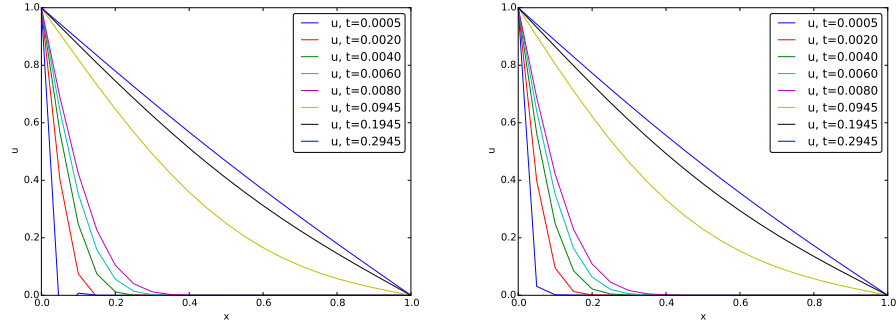 1.0
0.8
0.6
0.4
0.2
0.0
u
0.0 0.2 0.4 0.6 0.8 1.0
x
u, t=0.0005
u, t=0.0020
u, t=0.0040
u, t=0.0060
u, t=0.0080
u, t=0.0945
u, t=0.1945
u, t=0.2945
1.0
0.8
0.6
0.4
0.2
0.0
u
0.0 0.2 0.4 0.6 0.8 1.0
x
u, t=0.0005
u, t=0.0020
u, t=0.0040
u, t=0.0060
u, t=0.0080
u, t=0.0945
u, t=0.1945
u, t=0.2945